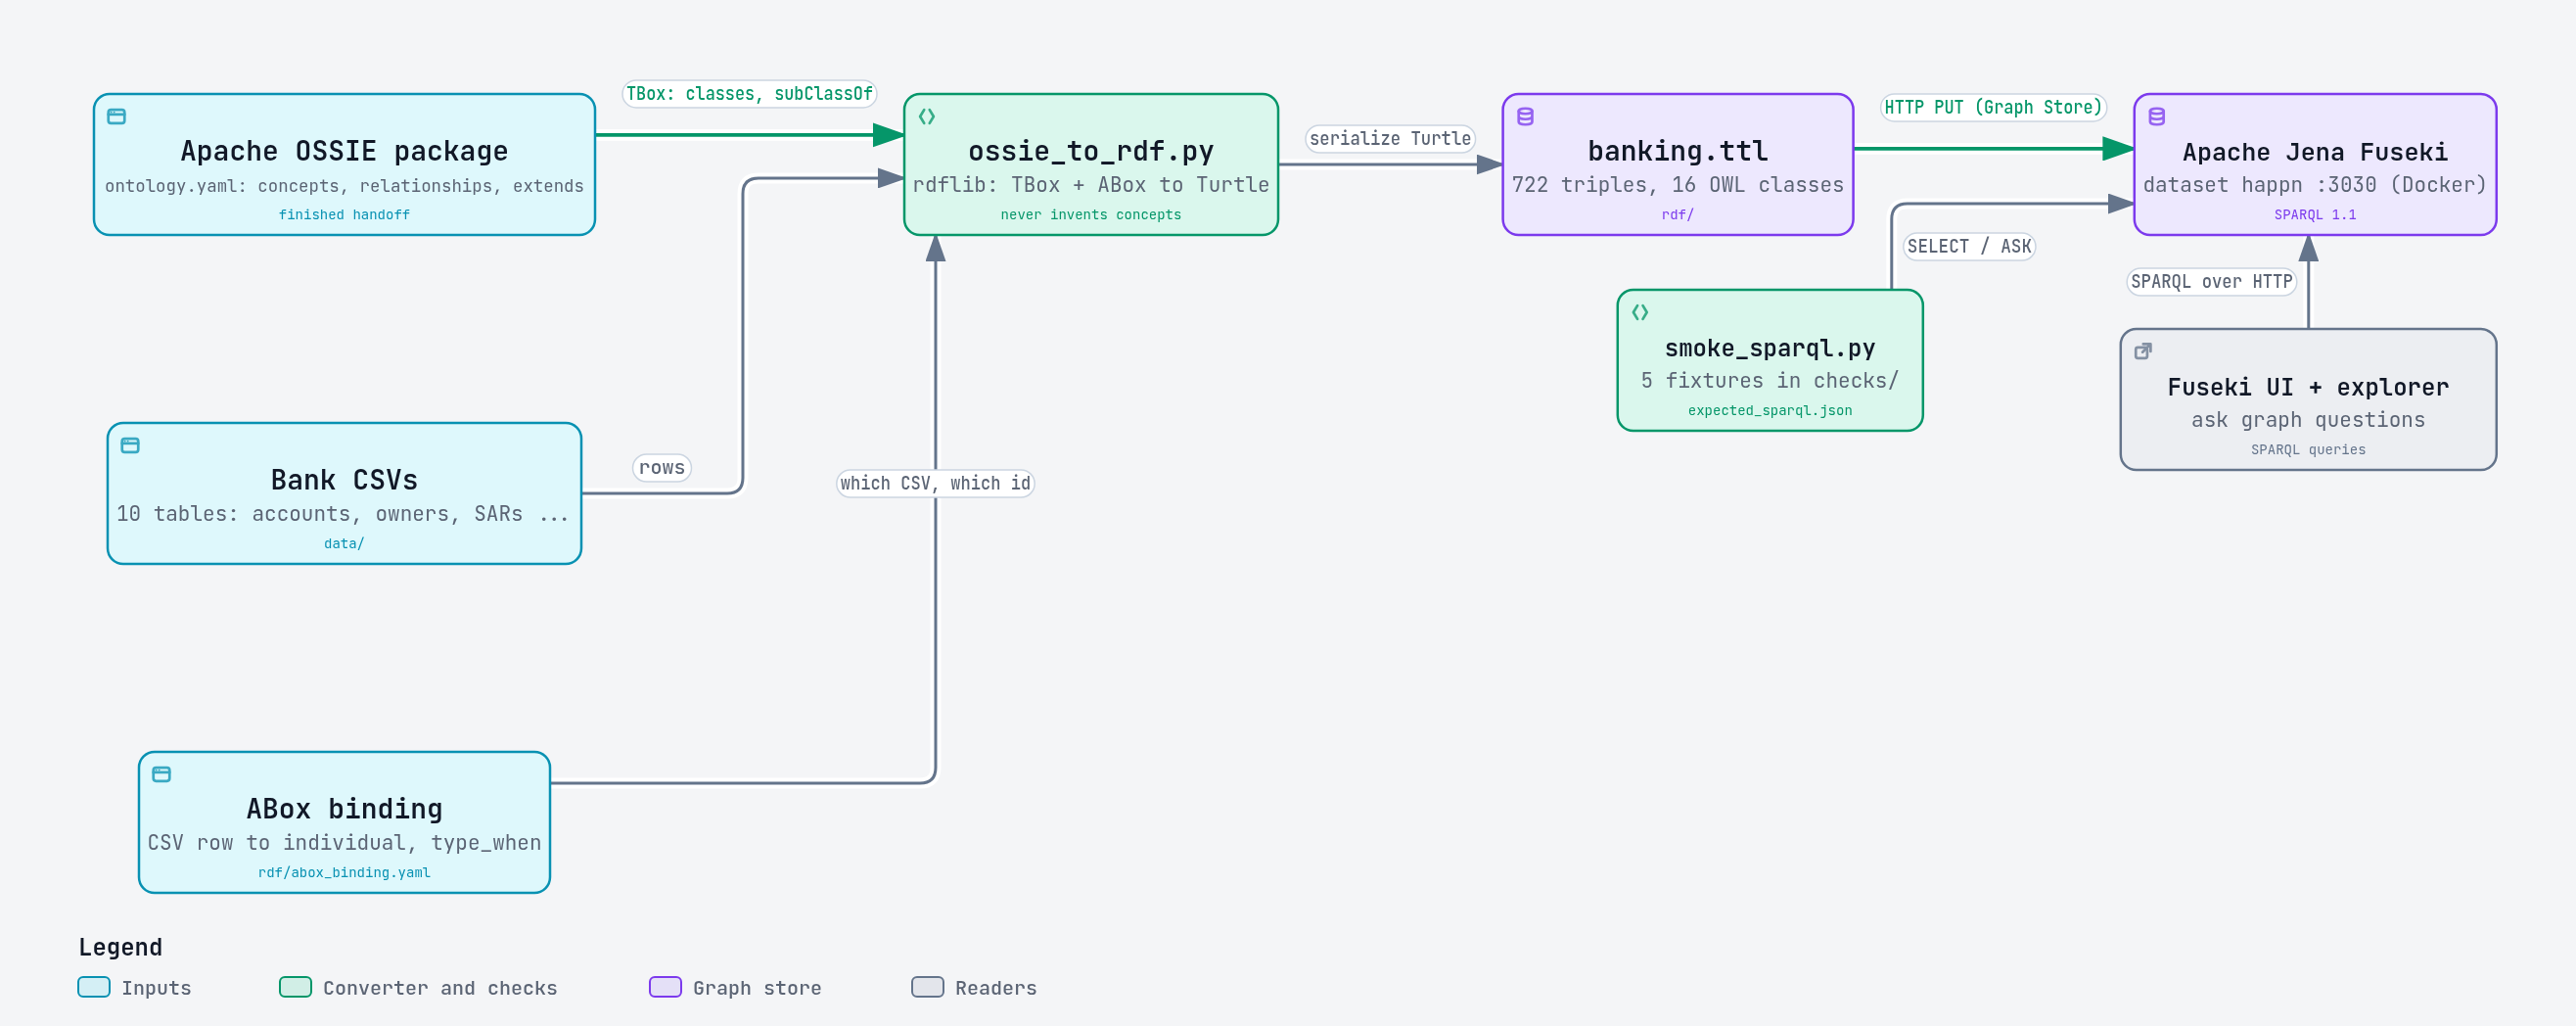 TBox: classes, subClassOf
Apache OSSIE package
ontology.yaml: concepts, relationships, extends
finished handoff
ossie_to_rdf.py
rdflib: TBox + ABox to Turtle
never invents concepts
serialize Turtle
banking.ttl
722 triples, 16 OWL classes
rdf/
HTTP PUT (Graph Store)
Apache Jena Fuseki
dataset happn :3030 (Docker)
SPARQL 1.1
SELECT / ASK
SPARQL over HTTP
smoke_sparql.py
5 fixtures in checks/
expected_sparql.json
Fuseki UI + explorer
ask graph questions
SPARQL queries
Bank CSVs
10 tables: accounts, owners, SARs ...
data/
rows
which CSV, which id
ABox binding
CSV row to individual, type_when
rdf/abox_binding.yaml
Legend
Inputs
Converter and checks
Graph store
Readers